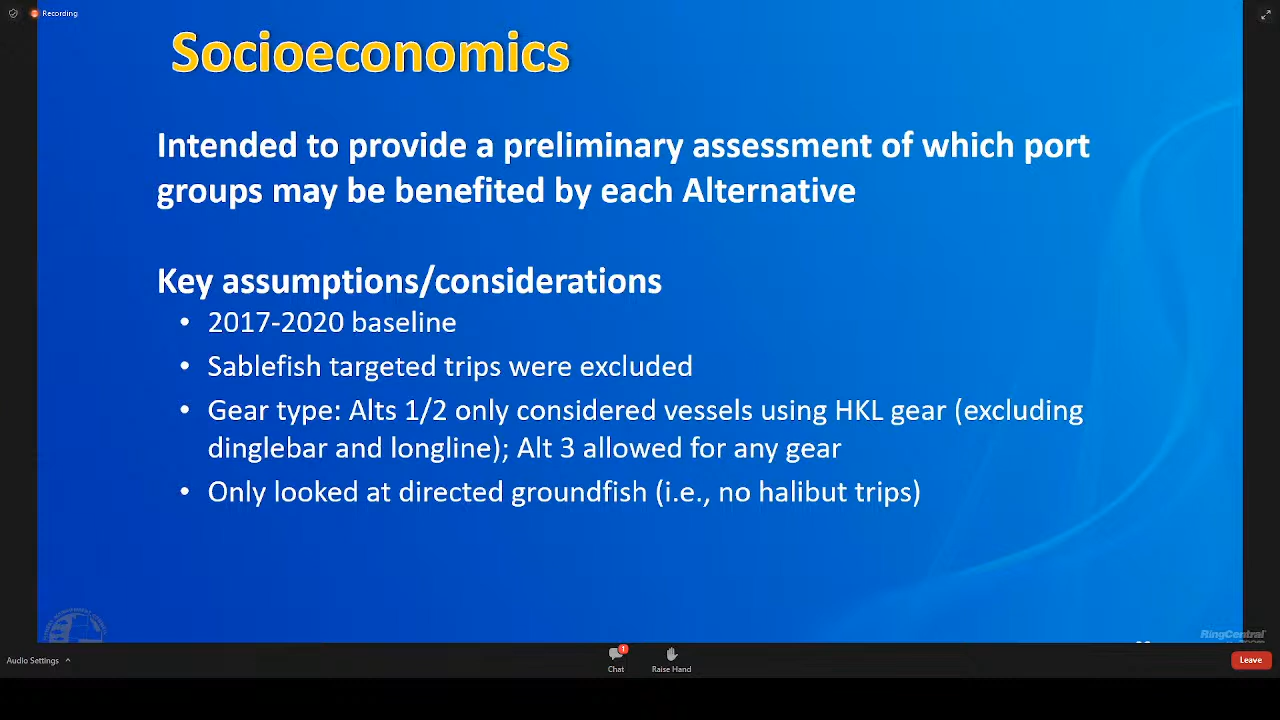 Recording
Socioeconomics
Intended to provide a preliminary assessment of which port
groups may be benefited by each Alternative
Key assumptions/considerations
• 2017-2020 baseline
• Sablefish targeted trips were excluded
• Gear type: Alts 1/2 only considered vessels using HKL gear (excluding
dinglebar and longline); Alt 3 allowed for any gear
• Only looked at directed groundfish (i.e., no halibut trips)
RingCentral
Audio Settings
1
Chat
Raise Hand
Leave